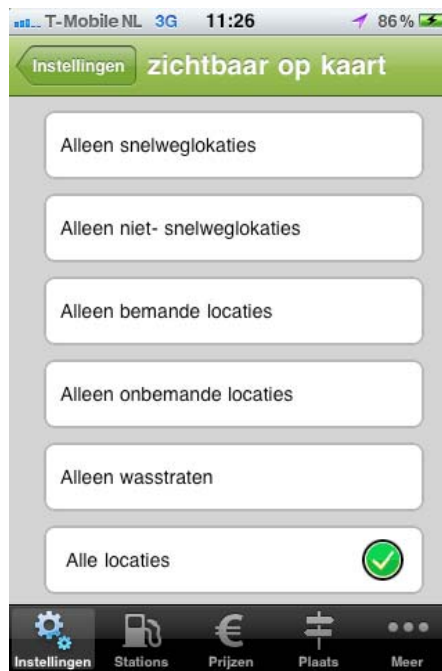 T-Mobile NL 3G 11:26 86%
Instellingen zichtbaar op kaart
Alleen snelweglokaties
Alleen niet- snelweglokaties
Alleen bemande locaties
Alleen onbemande locaties
Alleen wasstraten
Alle locaties
Instellingen Stations Prijzen Plaats Meer